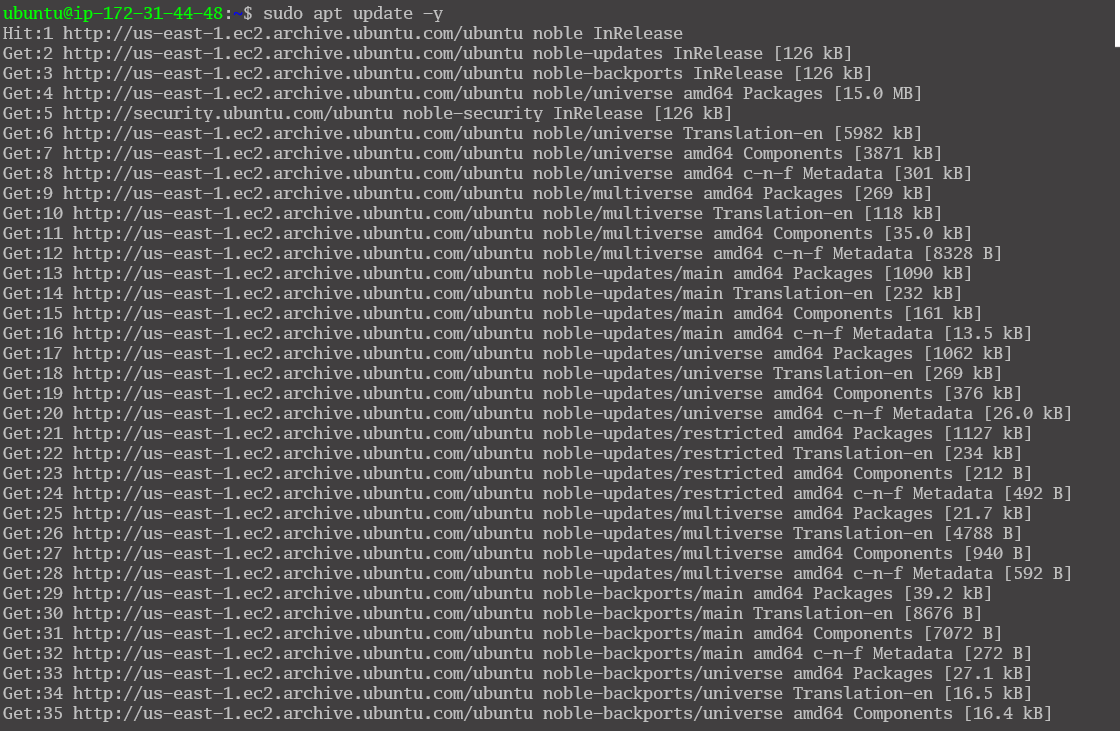 ubuntu@ip-172-31-44-48:~$ sudo apt update -y
Hit:1 http://us-east-1.ec2.archive.ubuntu.com/ubuntu noble InRelease
Get:2 http://us-east-1.ec2.archive.ubuntu.com/ubuntu noble-updates InRelease [126 kB]
Get:3 http://us-east-1.ec2.archive.ubuntu.com/ubuntu noble-backports InRelease [126 kB]
Get:4 http://us-east-1.ec2.archive.ubuntu.com/ubuntu noble/universe amd64 Packages [15.0 MB]
Get:5 http://security.ubuntu.com/ubuntu noble-security InRelease [126 kB]
Get:6 http://us-east-1.ec2.archive.ubuntu.com/ubuntu noble/universe Translation-en [5982 kB]
Get:7 http://us-east-1.ec2.archive.ubuntu.com/ubuntu noble/universe amd64 Components [3871 kB]
Get:8 http://us-east-1.ec2.archive.ubuntu.com/ubuntu noble/universe amd64 c-n-f Metadata [301 kB]
Get:9 http://us-east-1.ec2.archive.ubuntu.com/ubuntu noble/multiverse amd64 Packages [269 kB]
Get:10 http://us-east-1.ec2.archive.ubuntu.com/ubuntu noble/multiverse Translation-en [118 kB]
Get:11 http://us-east-1.ec2.archive.ubuntu.com/ubuntu noble/multiverse amd64 Components [35.0 kB]
Get:12 http://us-east-1.ec2.archive.ubuntu.com/ubuntu noble/multiverse amd64 c-n-f Metadata [8328 B]
Get:13 http://us-east-1.ec2.archive.ubuntu.com/ubuntu noble-updates/main amd64 Packages [1090 kB]
Get:14 http://us-east-1.ec2.archive.ubuntu.com/ubuntu noble-updates/main Translation-en [232 kB]
Get:15 http://us-east-1.ec2.archive.ubuntu.com/ubuntu noble-updates/main amd64 Components [161 kB]
Get:16 http://us-east-1.ec2.archive.ubuntu.com/ubuntu noble-updates/main amd64 c-n-f Metadata [13.5 kB]
Get:17 http://us-east-1.ec2.archive.ubuntu.com/ubuntu noble-updates/universe amd64 Packages [1062 kB]
Get:18 http://us-east-1.ec2.archive.ubuntu.com/ubuntu noble-updates/universe Translation-en [269 kB]
Get:19 http://us-east-1.ec2.archive.ubuntu.com/ubuntu noble-updates/universe amd64 Components [376 kB]
Get:20 http://us-east-1.ec2.archive.ubuntu.com/ubuntu noble-updates/universe amd64 c-n-f Metadata [26.0 kB]
Get:21 http://us-east-1.ec2.archive.ubuntu.com/ubuntu noble-updates/restricted amd64 Packages [1127 kB]
Get:22 http://us-east-1.ec2.archive.ubuntu.com/ubuntu noble-updates/restricted Translation-en [234 kB]
Get:23 http://us-east-1.ec2.archive.ubuntu.com/ubuntu noble-updates/restricted amd64 Components [212 B]
Get:24 http://us-east-1.ec2.archive.ubuntu.com/ubuntu noble-updates/restricted amd64 c-n-f Metadata [492 B]
Get:25 http://us-east-1.ec2.archive.ubuntu.com/ubuntu noble-updates/multiverse amd64 Packages [21.7 kB]
Get:26 http://us-east-1.ec2.archive.ubuntu.com/ubuntu noble-updates/multiverse Translation-en [4788 B]
Get:27 http://us-east-1.ec2.archive.ubuntu.com/ubuntu noble-updates/multiverse amd64 Components [940 B]
Get:28 http://us-east-1.ec2.archive.ubuntu.com/ubuntu noble-updates/multiverse amd64 c-n-f Metadata [592 B]
Get:29 http://us-east-1.ec2.archive.ubuntu.com/ubuntu noble-backports/main amd64 Packages [39.2 kB]
Get:30 http://us-east-1.ec2.archive.ubuntu.com/ubuntu noble-backports/main Translation-en [8676 B]
Get:31 http://us-east-1.ec2.archive.ubuntu.com/ubuntu noble-backports/main amd64 Components [7072 B]
Get:32 http://us-east-1.ec2.archive.ubuntu.com/ubuntu noble-backports/main amd64 c-n-f Metadata [272 B]
Get:33 http://us-east-1.ec2.archive.ubuntu.com/ubuntu noble-backports/universe amd64 Packages [27.1 kB]
Get:34 http://us-east-1.ec2.archive.ubuntu.com/ubuntu noble-backports/universe Translation-en [16.5 kB]
Get:35 http://us-east-1.ec2.archive.ubuntu.com/ubuntu noble-backports/universe amd64 Components [16.4 kB]